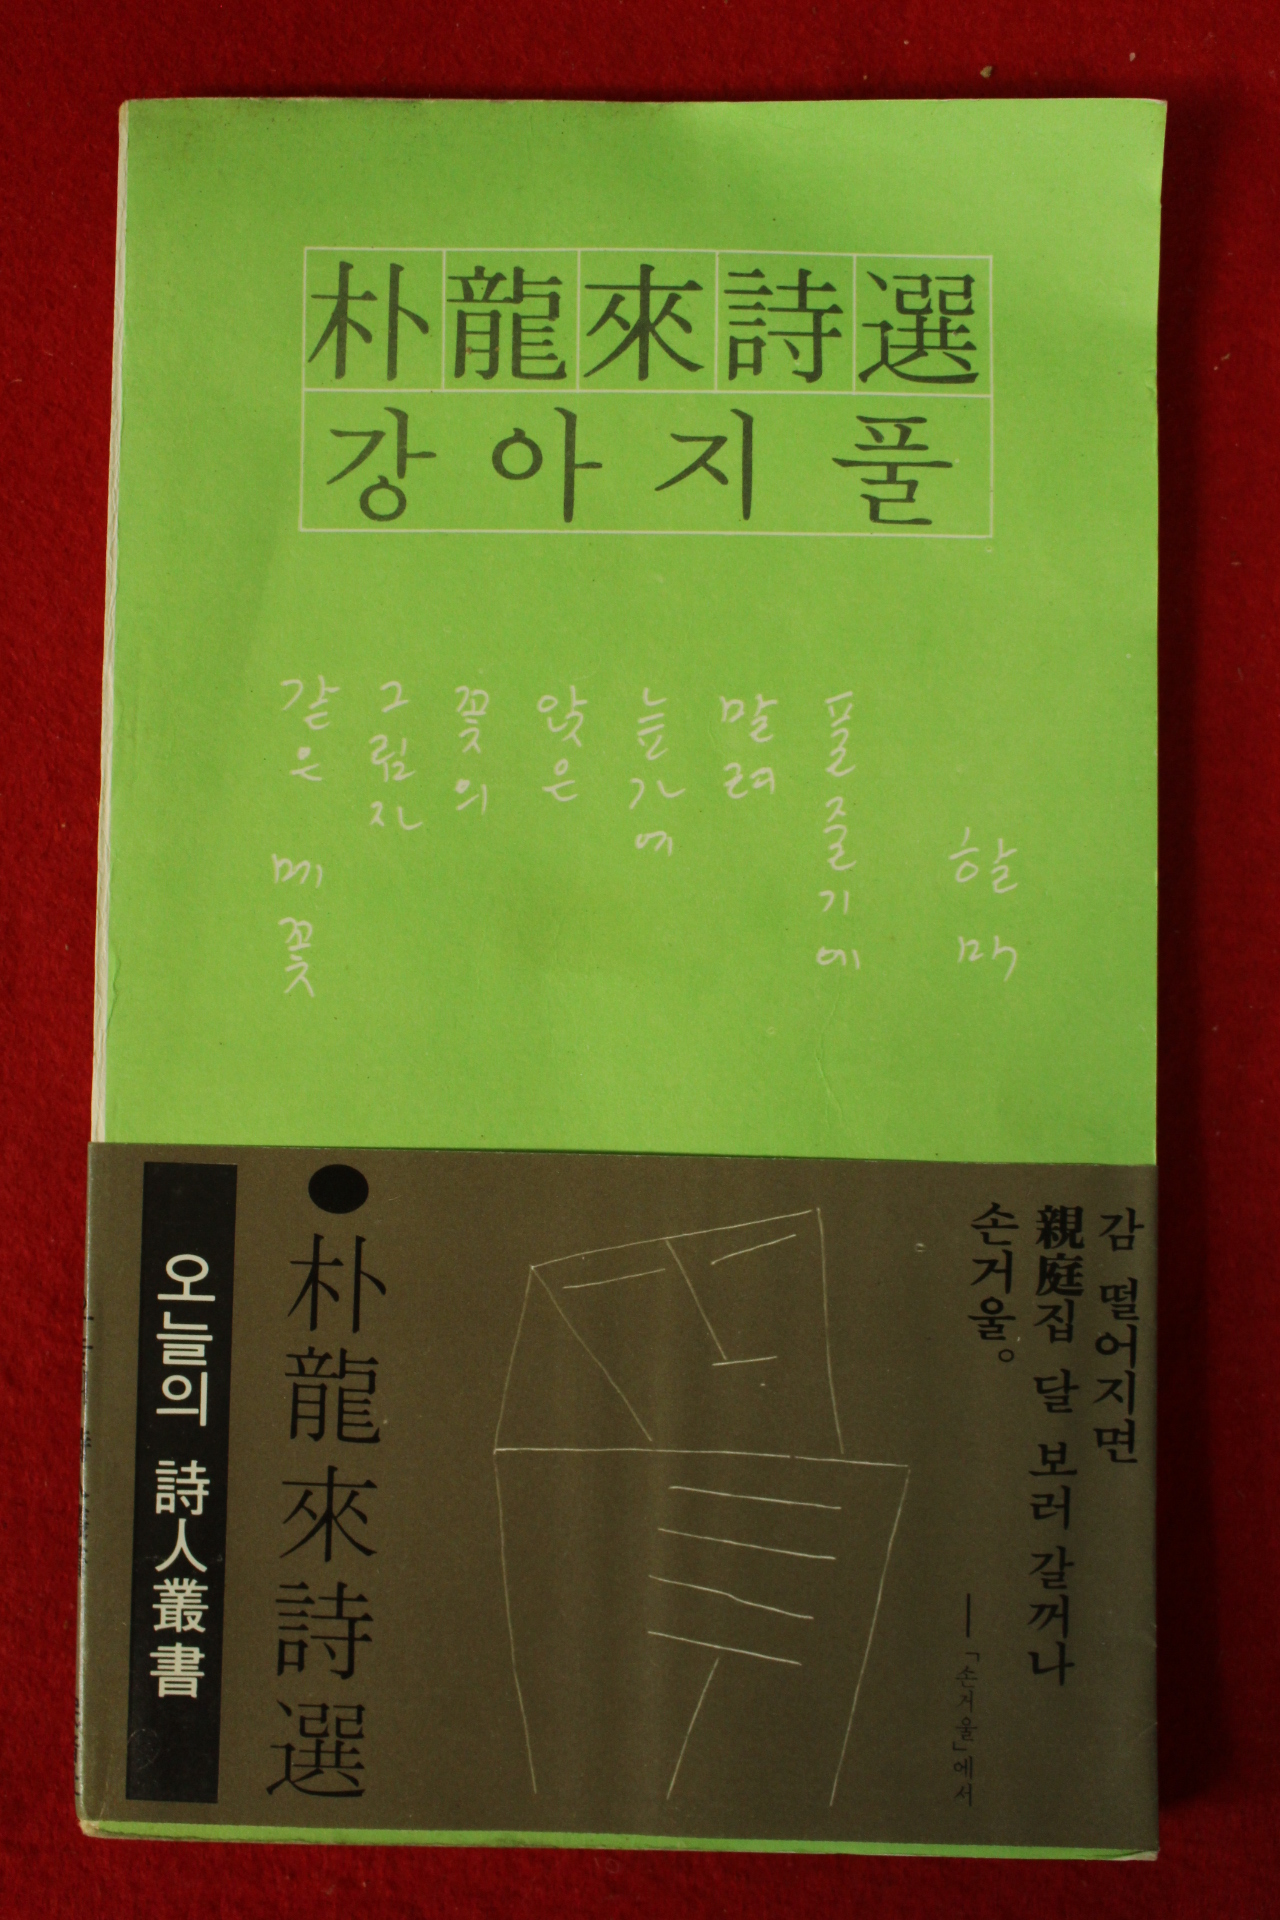 朴龍來詩選
강아지풀
풀줄기에
말려
늪가에
앉은
꽃의
그림자
같은 메꽃
감 떨어지면
親庭집 달 보러 갈꺼나
손거울。
—「손거울」에서
●朴龍來詩選
오늘의 詩人叢書